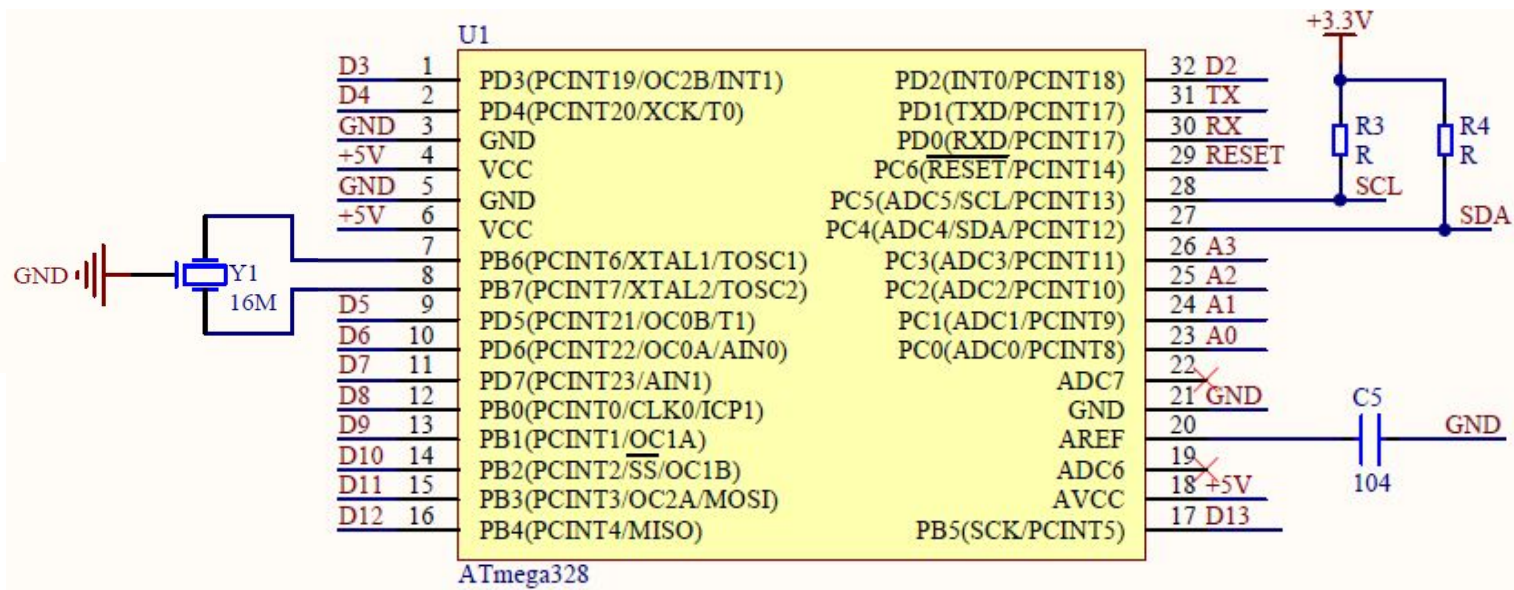 U1
+3.3V
D3 1 PD3(PCINT19/OC2B/INT1) PD2(INT0/PCINT18) 32 D2
D4 2 PD4(PCINT20/XCK/T0) PD1(TXD/PCINT17) 31 TX
GND 3 GND PD0(RXD/PCINT17) 30 RX
+5V 4 VCC PC6(RESET/PCINT14) 29 RESET
GND 5 GND PC5(ADC5/SCL/PCINT13) 28 SCL
+5V 6 VCC PC4(ADC4/SDA/PCINT12) 27 SDA
7 PB6(PCINT6/XTAL1/TOSC1) PC3(ADC3/PCINT11) 26 A3
8 PB7(PCINT7/XTAL2/TOSC2) PC2(ADC2/PCINT10) 25 A2
D5 9 PD5(PCINT21/OC0B/T1) PC1(ADC1/PCINT9) 24 A1
D6 10 PD6(PCINT22/OC0A/AIN0) PC0(ADC0/PCINT8) 23 A0
D7 11 PD7(PCINT23/AIN1) ADC7 22
D8 12 PB0(PCINT0/CLK0/ICP1) GND 21 GND
D9 13 PB1(PCINT1/OC1A) AREF 20
D10 14 PB2(PCINT2/SS/OC1B) ADC6 19
D11 15 PB3(PCINT3/OC2A/MOSI) AVCC 18 +5V
D12 16 PB4(PCINT4/MISO) PB5(SCK/PCINT5) 17 D13
ATmega328
GND
Y1
16M
R3
R
R4
R
C5
GND
104